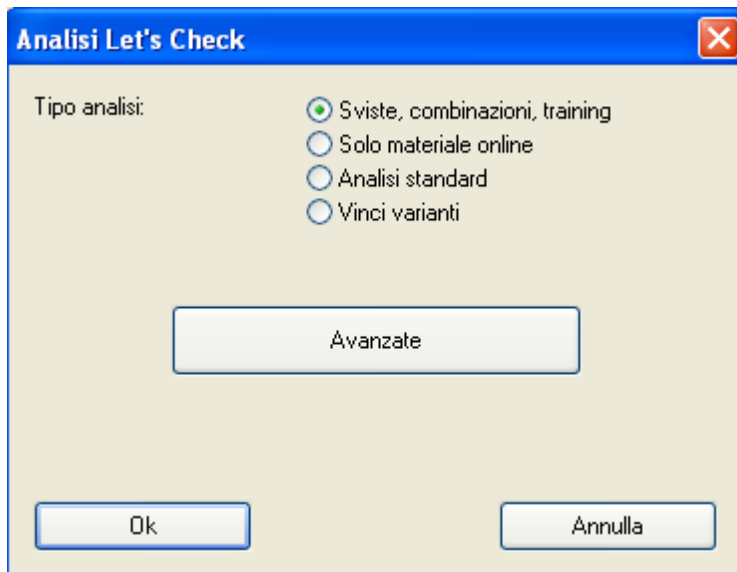 Analisi Let's Check
Tipo analisi:
Sviste, combinazioni, training
Solo materiale online
Analisi standard
Vinci varianti
Avanzate
Ok
Annulla